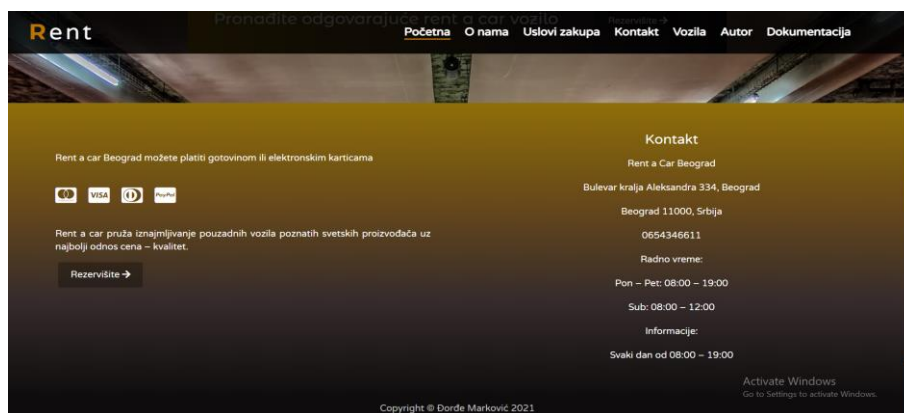 Pronađite odgovarajuće rent a car vozilo
Rezervišite →
Rent
Početna O nama Uslovi zakupa Kontakt Vozila Autor Dokumentacija
Rent a car Beograd možete platiti gotovinom ili elektronskim karticama
VISA PayPal
Rent a car pruža iznajmljivanje pouzdanih vozila poznatih svetskih proizvođača uz
najbolji odnos cena – kvalitet.
Rezervišite →
Kontakt
Rent a Car Beograd
Bulevar kralja Aleksandra 334, Beograd
Beograd 11000, Srbija
0654346611
Radno vreme:
Pon – Pet: 08:00 – 19:00
Sub: 08:00 – 12:00
Informacije:
Svaki dan od 08:00 – 19:00
Activate Windows
Go to Settings to activate Windows.
Copyright © Đorđe Marković 2021